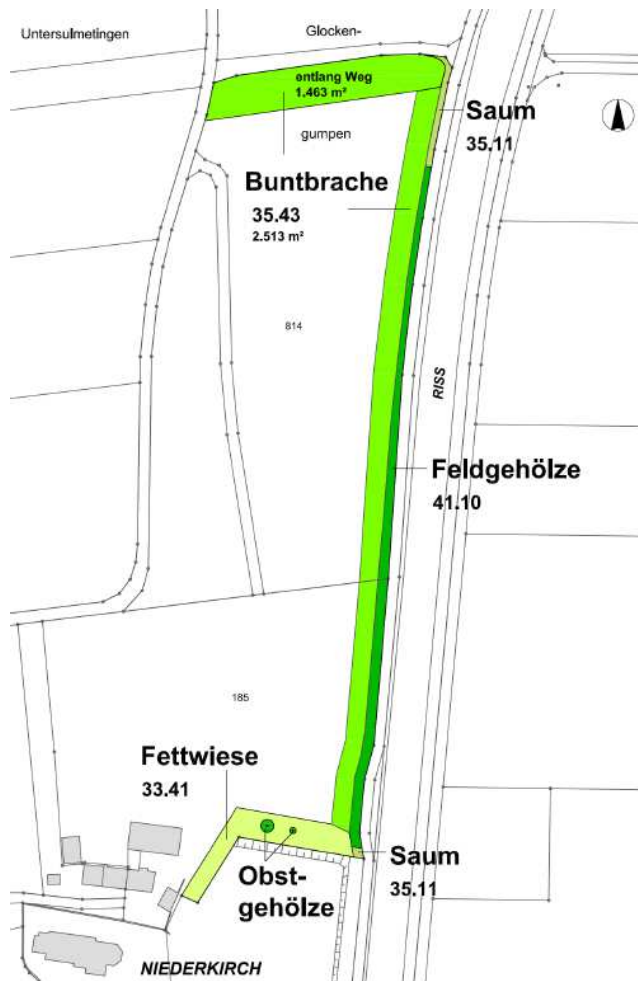 Untersulmetingen
Glocken-
entlang Weg
1.463 m²
Saum
35.11
gumpen
Buntbrache
35.43
2.513 m²
814
RISS
Feldgehölze
41.10
185
Fettwiese
33.41
Saum
35.11
Obst-
gehölze
NIEDERKIRCH